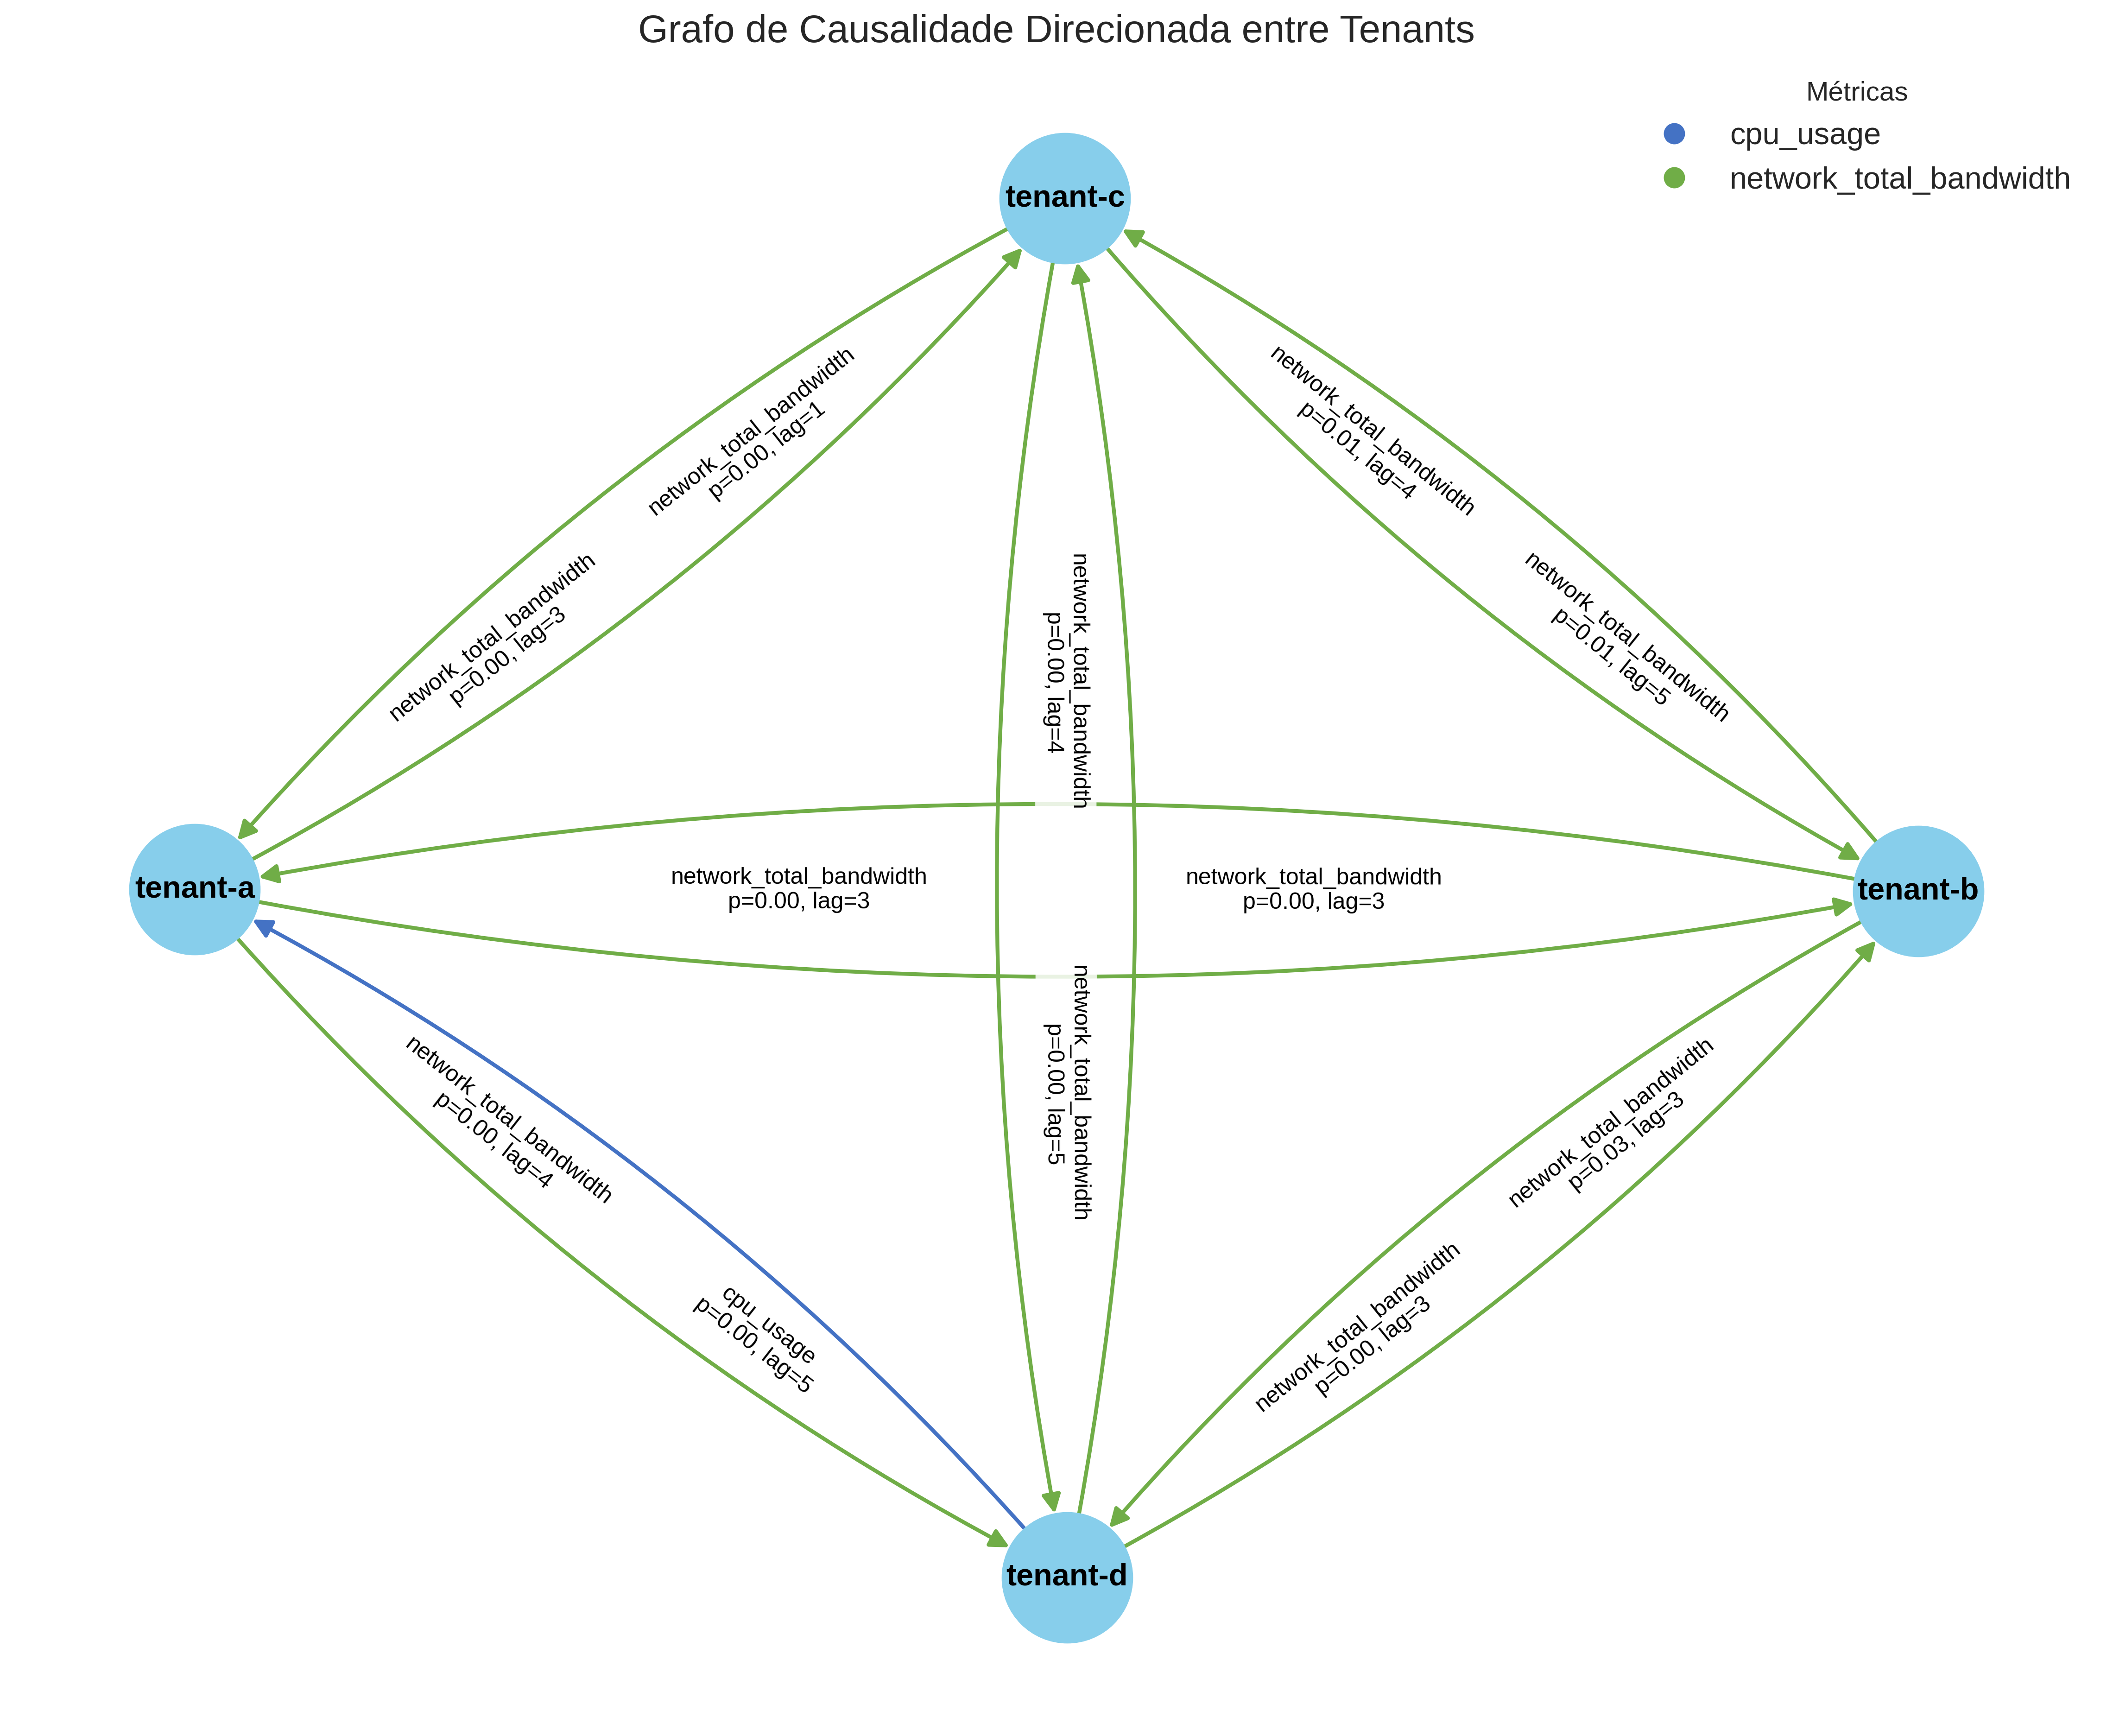 Grafo de Causalidade Direcionada entre Tenants
Métricas
cpu_usage
network_total_bandwidth
tenant-c
network_total_bandwidth
p=0.00, lag=1
network_total_bandwidth
p=0.01, lag=4
network_total_bandwidth
p=0.00, lag=3
network_total_bandwidth
p=0.00, lag=4
network_total_bandwidth
p=0.01, lag=5
tenant-a
network_total_bandwidth
p=0.00, lag=3
network_total_bandwidth
p=0.00, lag=3
tenant-b
network_total_bandwidth
p=0.00, lag=4
network_total_bandwidth
p=0.00, lag=5
network_total_bandwidth
p=0.03, lag=3
cpu_usage
p=0.00, lag=5
network_total_bandwidth
p=0.00, lag=3
tenant-d